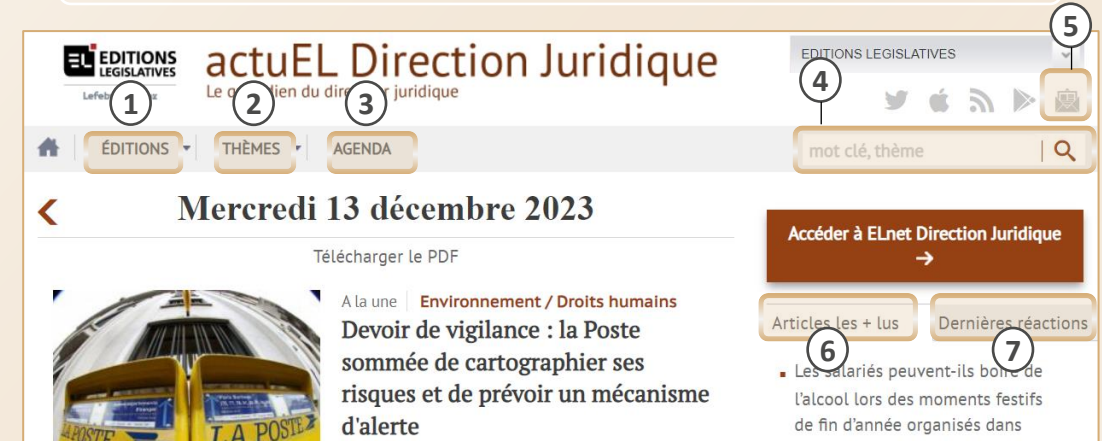 5
EDITIONS
LEGISLATIVES
actuEL Direction Juridique
EDITIONS LEGISLATIVES
Le du juridique
4
1
2
3
ÉDITIONS
THÈMES
AGENDA
mot clé, thème
Mercredi 13 décembre 2023
Télécharger le PDF
Accéder à ELnet Direction Juridique
→
A la une
Environnement / Droits humains
Devoir de vigilance : la Poste
sommée de cartographier ses
risques et de prévoir un mécanisme
d'alerte
Articles les + lus
Dernières réactions
6
7
Les salariés peuvent-ils boire de
l'alcool lors des moments festifs
de fin d'année organisés dans
LA POSTE
LA POSTE